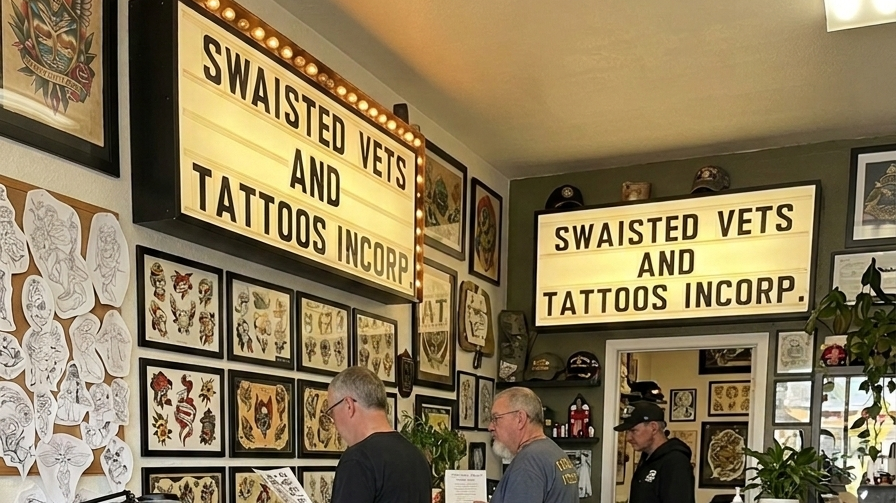 SWAISTED VETS
AND
TATTOOS INCORP.
SWAISTED VETS
AND
TATTOOS INCORP.